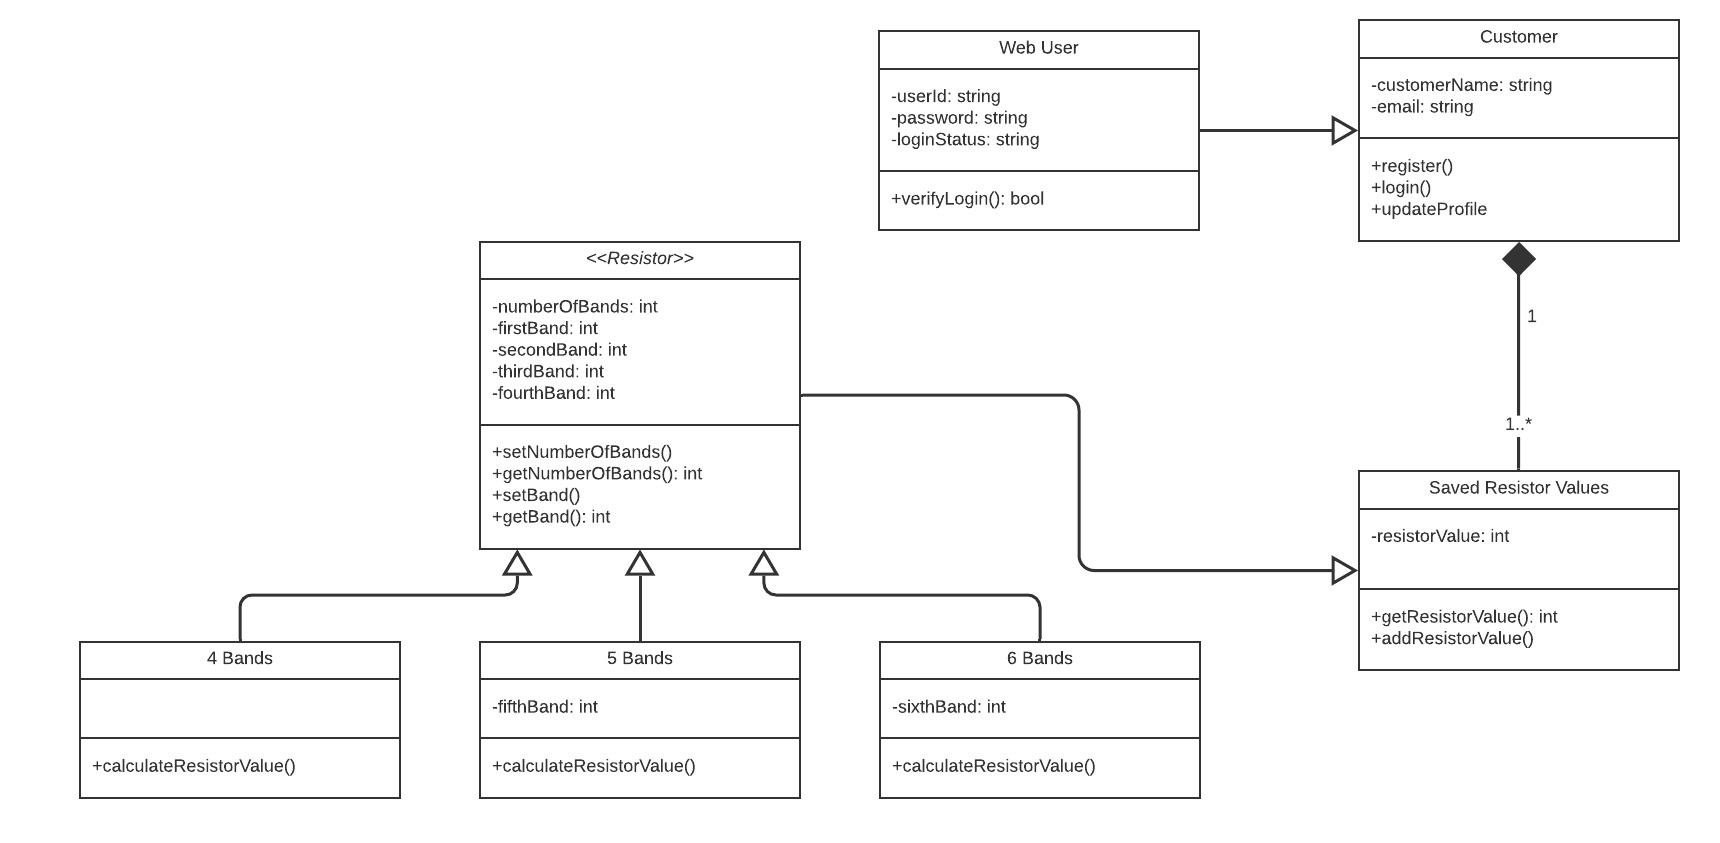 Web User
-userId: string
-password: string
-loginStatus: string
+verifyLogin(): bool
Customer
-customerName: string
-email: string
+register()
+login()
+updateProfile
<<Resistor>>
-numberOfBands: int
-firstBand: int
-secondBand: int
-thirdBand: int
-fourthBand: int
+setNumberOfBands()
+getNumberOfBands(): int
+setBand()
+getBand(): int
1
1..*
Saved Resistor Values
-resistorValue: int
+getResistorValue(): int
+addResistorValue()
4 Bands
+calculateResistorValue()
5 Bands
-fifthBand: int
+calculateResistorValue()
6 Bands
-sixthBand: int
+calculateResistorValue()